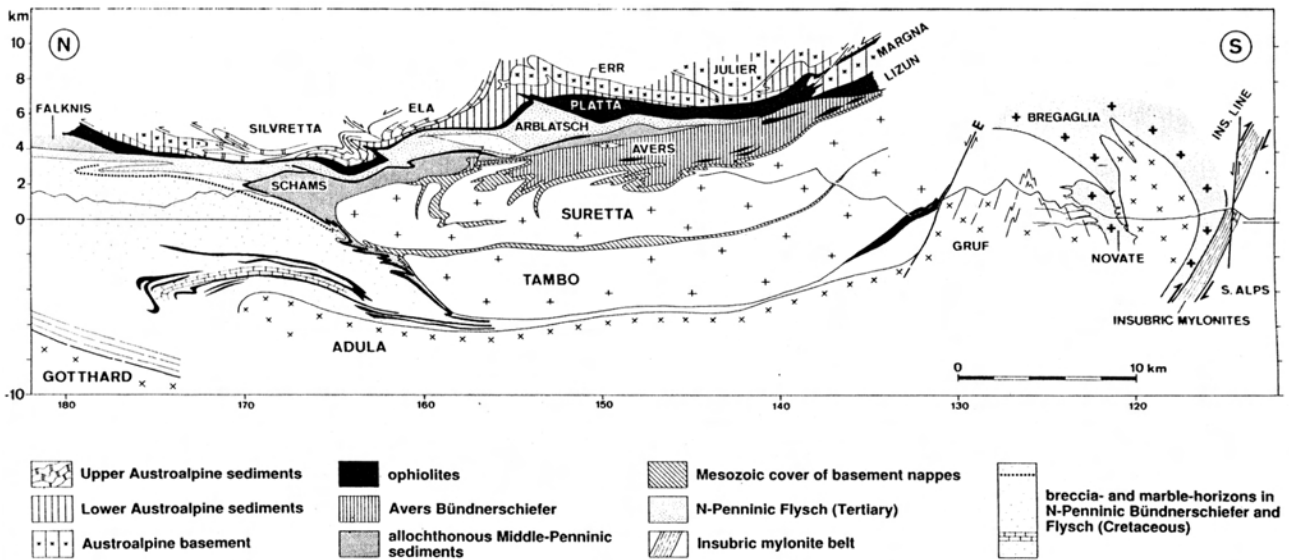 km
10
8
6
4
2
0
-10
N
S
FALKNIS
SILVRETTA
ELA
ERR
JULIER
MARGNA
LIZUN
PLATTA
ARBLATSCH
AVERS
SCHAMS
SURETTA
TAMBO
ADULA
GOTTHARD
E
BREGAGLIA
INS. LINE
GRUF
NOVATE
S. ALPS
INSUBRIC MYLONITES
0 10 km
180 170 160 150 140 130 120
Upper Austroalpine sediments
Lower Austroalpine sediments
Austroalpine basement
ophiolites
Avers Bündnerschiefer
allochthonous Middle-Penninic
sediments
Mesozoic cover of basement nappes
N-Penninic Flysch (Tertiary)
Insubric mylonite belt
breccia- and marble-horizons in
N-Penninic Bündnerschiefer and
Flysch (Cretaceous)